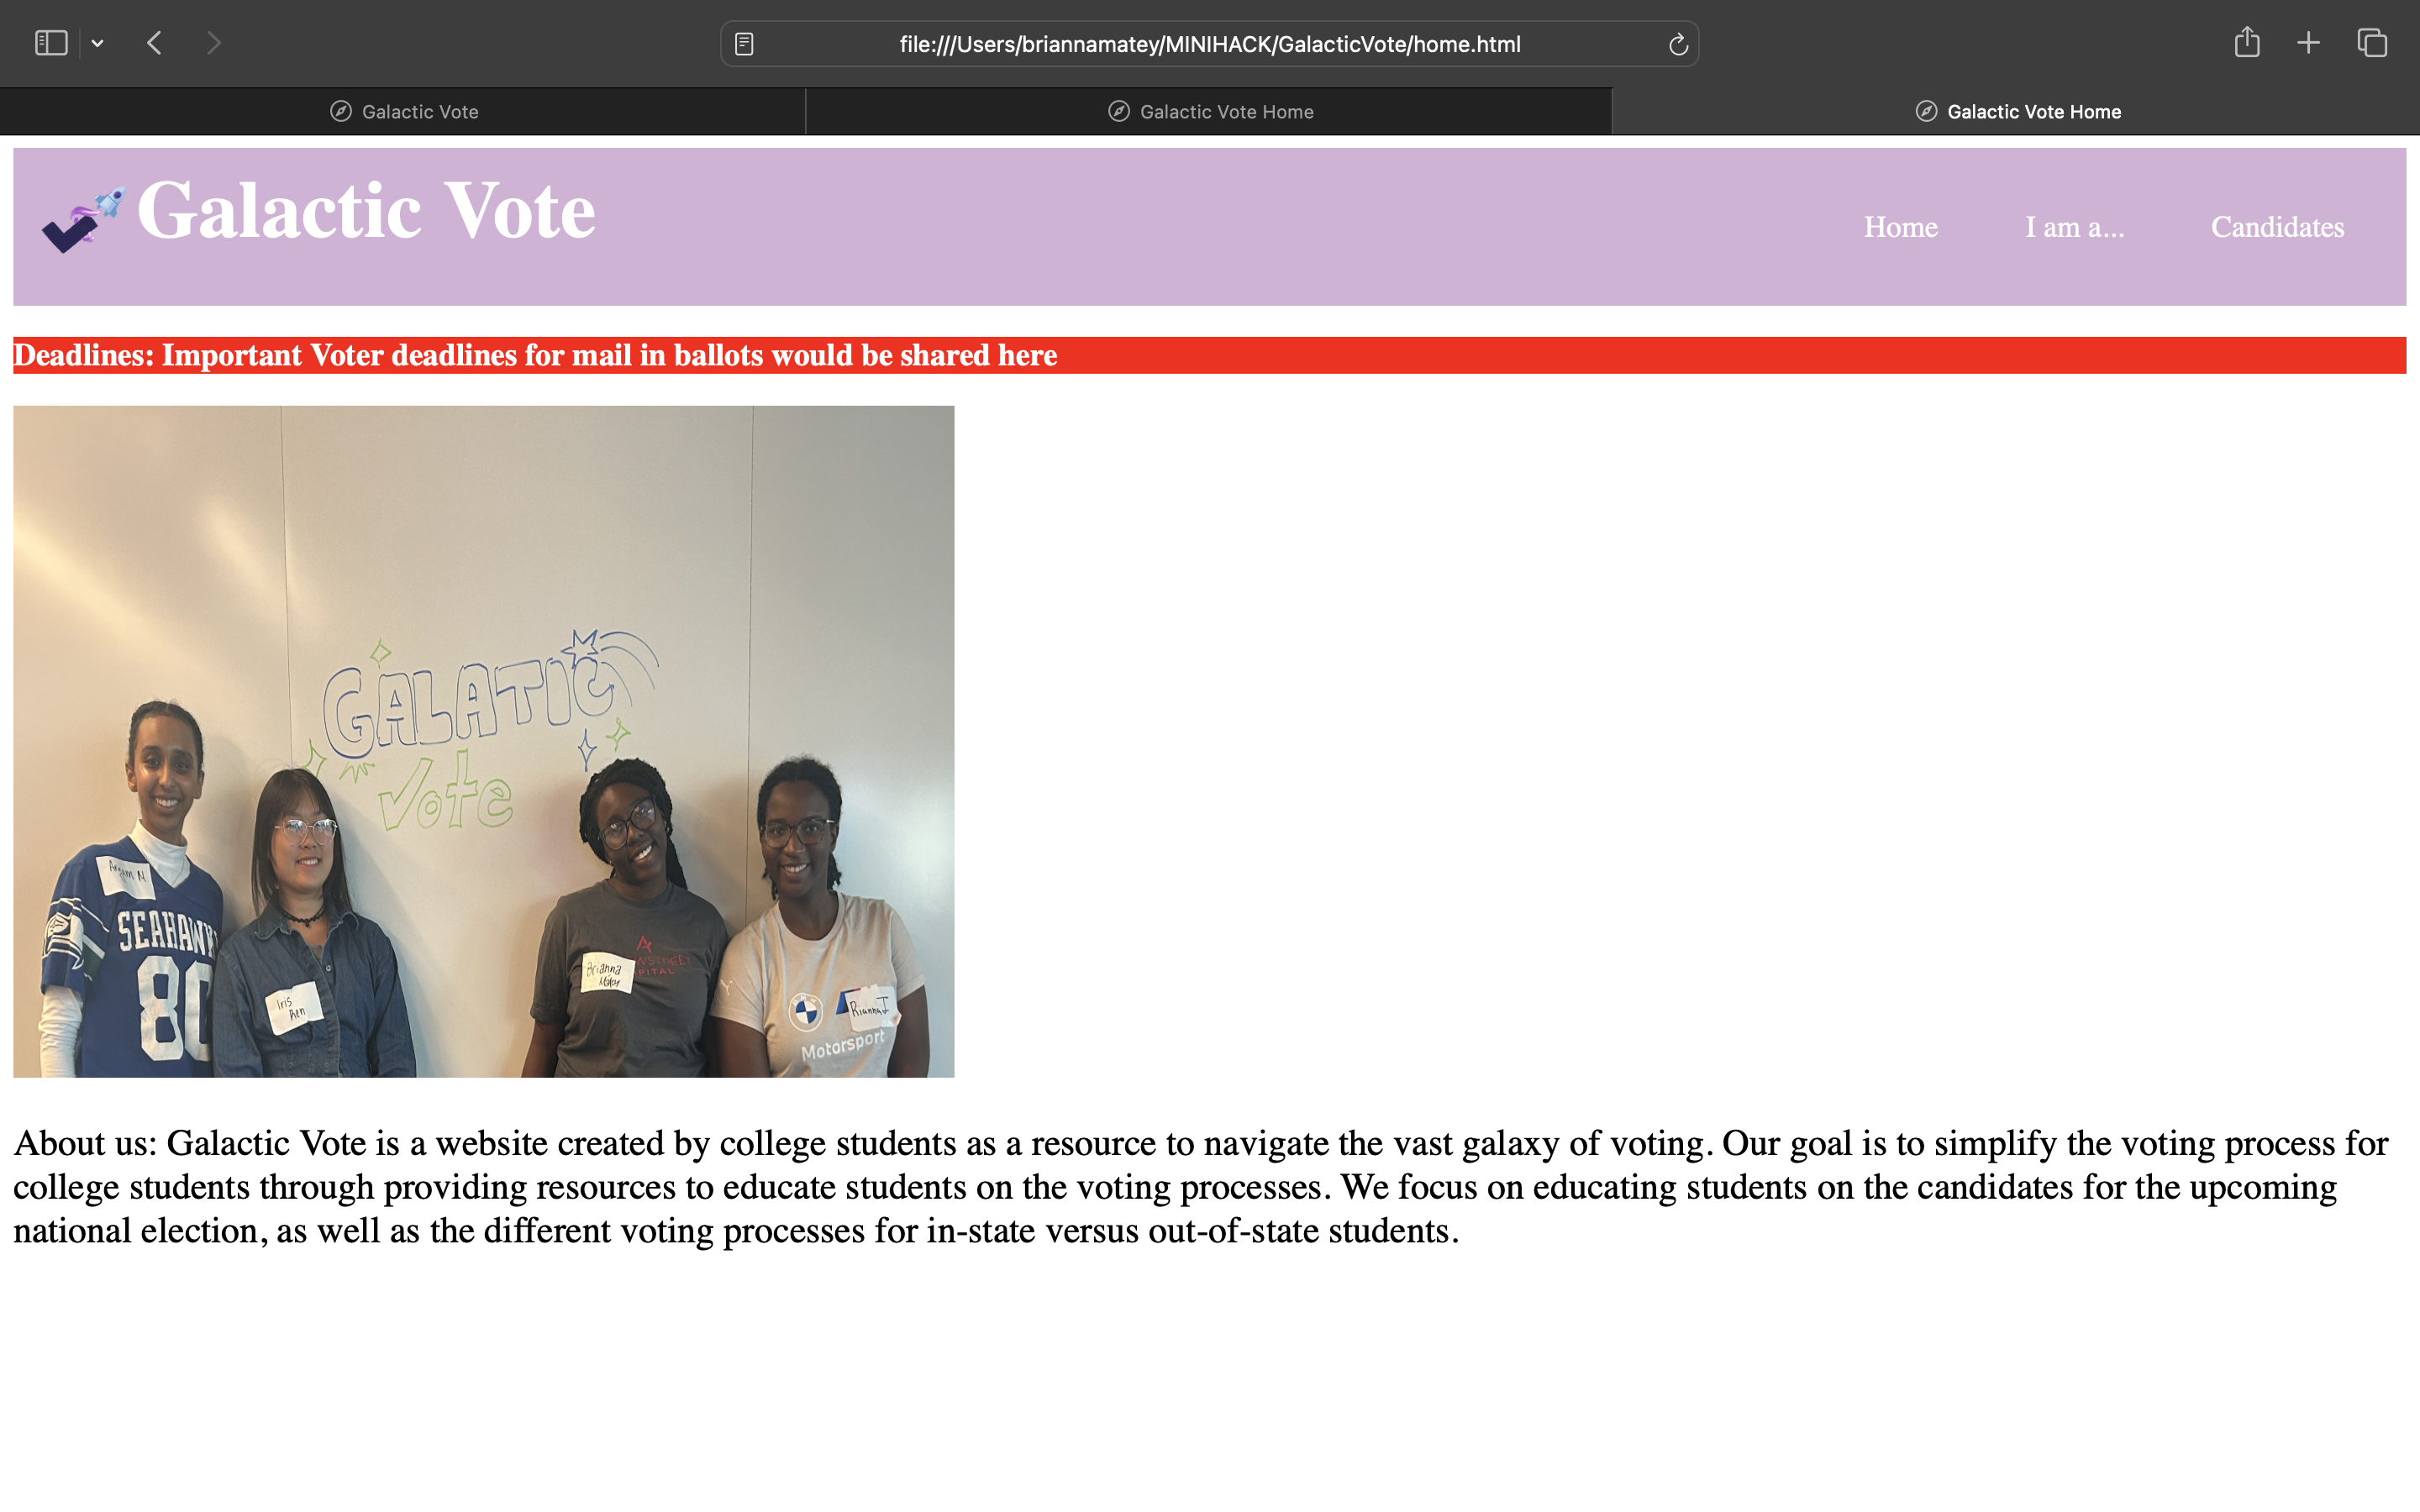 file:///Users/briannamatey/MINIHACK/GalacticVote/home.html
Galactic Vote
Galactic Vote Home
Galactic Vote Home
Galactic Vote
Home
I am a...
Candidates
Deadlines: Important Voter deadlines for mail in ballots would be shared here
GALATIC
Vote
SEAHAWK
80
Iris
Brianna
Matey
PITAL
Rianna I
Motorsport
About us: Galactic Vote is a website created by college students as a resource to navigate the vast galaxy of voting. Our goal is to simplify the voting process for
college students through providing resources to educate students on the voting processes. We focus on educating students on the candidates for the upcoming
national election, as well as the different voting processes for in-state versus out-of-state students.